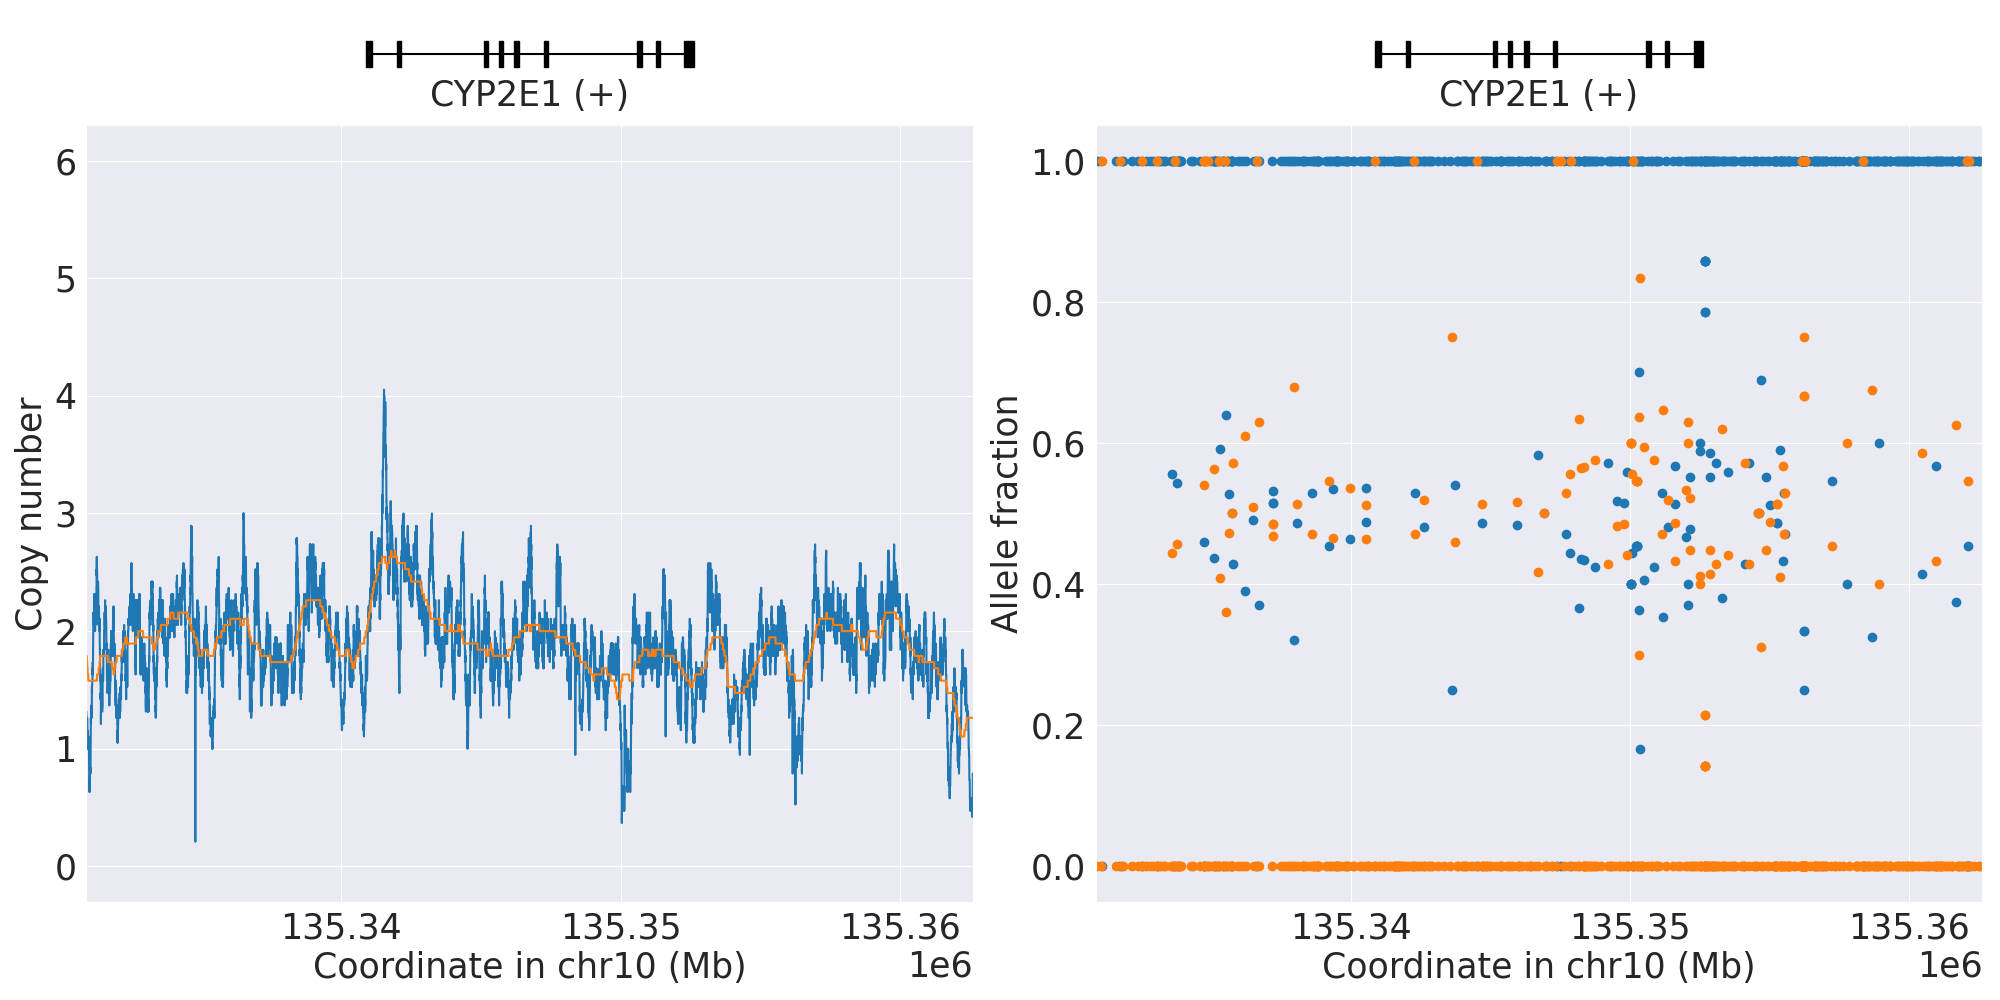 CYP2E1 (+)
6
5
4
3
2
1
0
Copy number
135.34
135.35
135.36
Coordinate in chr10 (Mb)
1e6
CYP2E1 (+)
1.0
0.8
0.6
0.4
0.2
0.0
Allele fraction
135.34
135.35
135.36
Coordinate in chr10 (Mb)
1e6